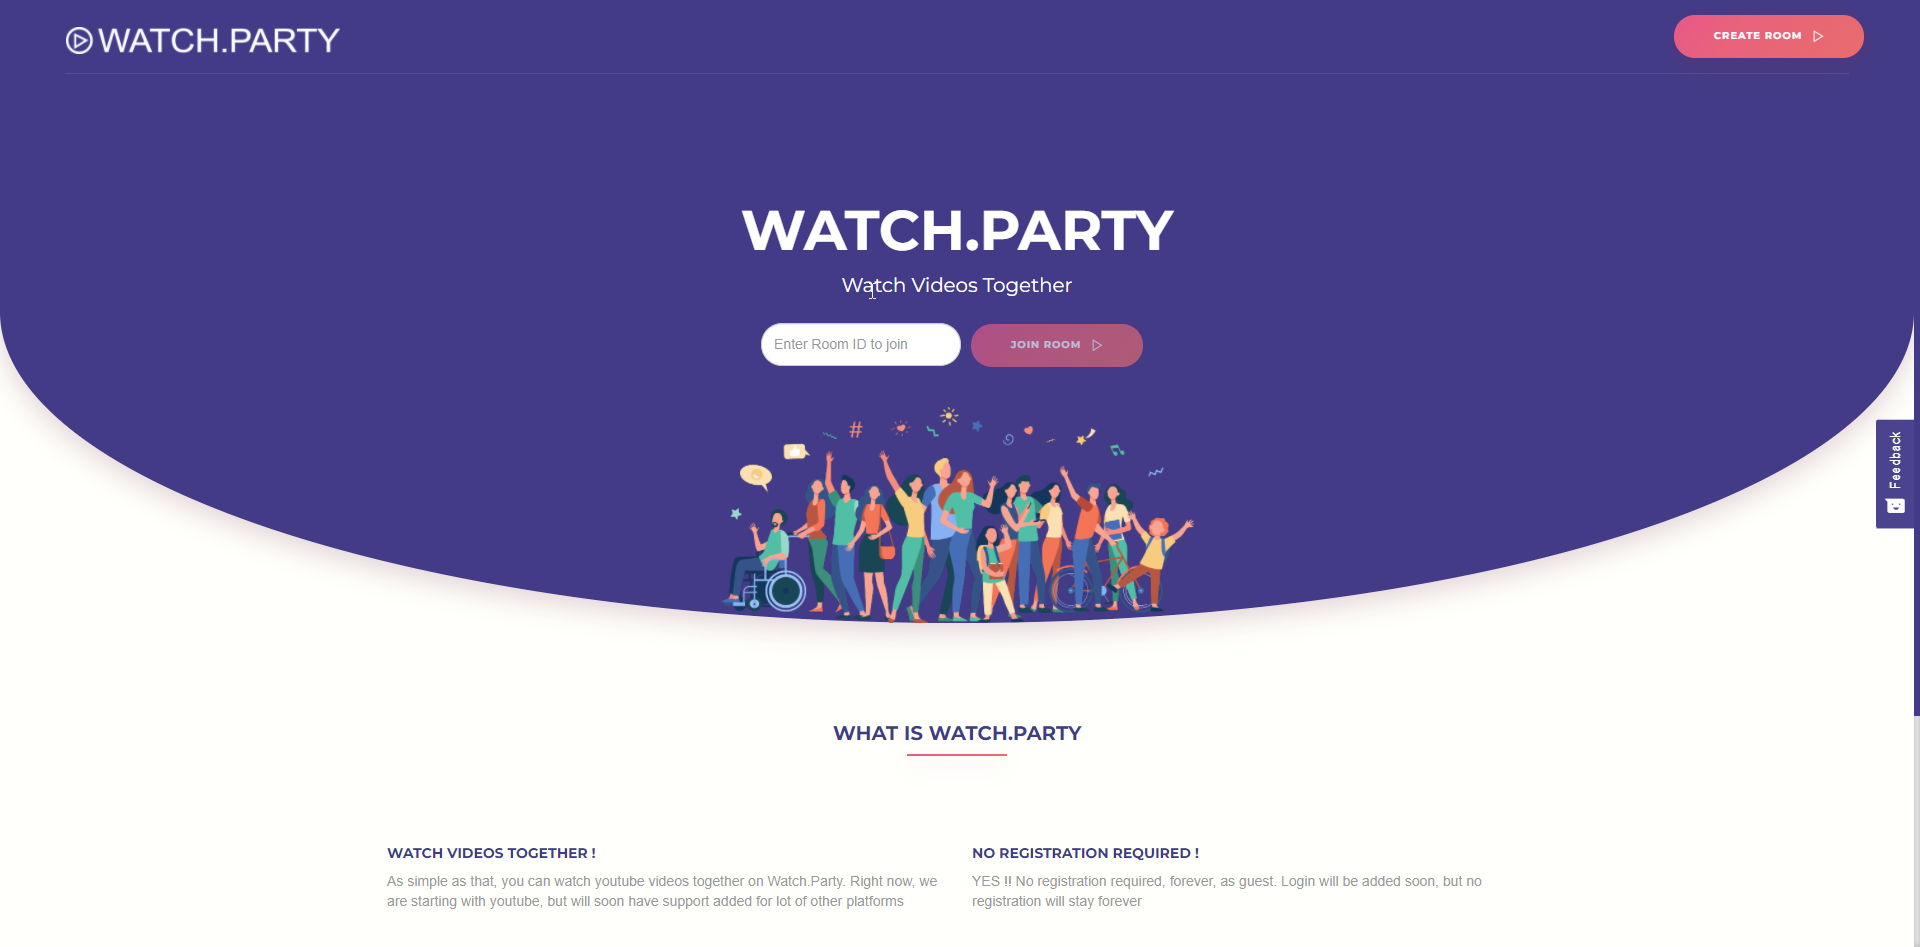 WATCH.PARTY
CREATE ROOM
WATCH.PARTY
Watch Videos Together
Enter Room ID to join
JOIN ROOM
#
Feedback
WHAT IS WATCH.PARTY
WATCH VIDEOS TOGETHER !
As simple as that, you can watch youtube videos together on Watch.Party. Right now, we
are starting with youtube, but will soon have support added for lot of other platforms
NO REGISTRATION REQUIRED !
YES !! No registration required, forever, as guest. Login will be added soon, but no
registration will stay forever